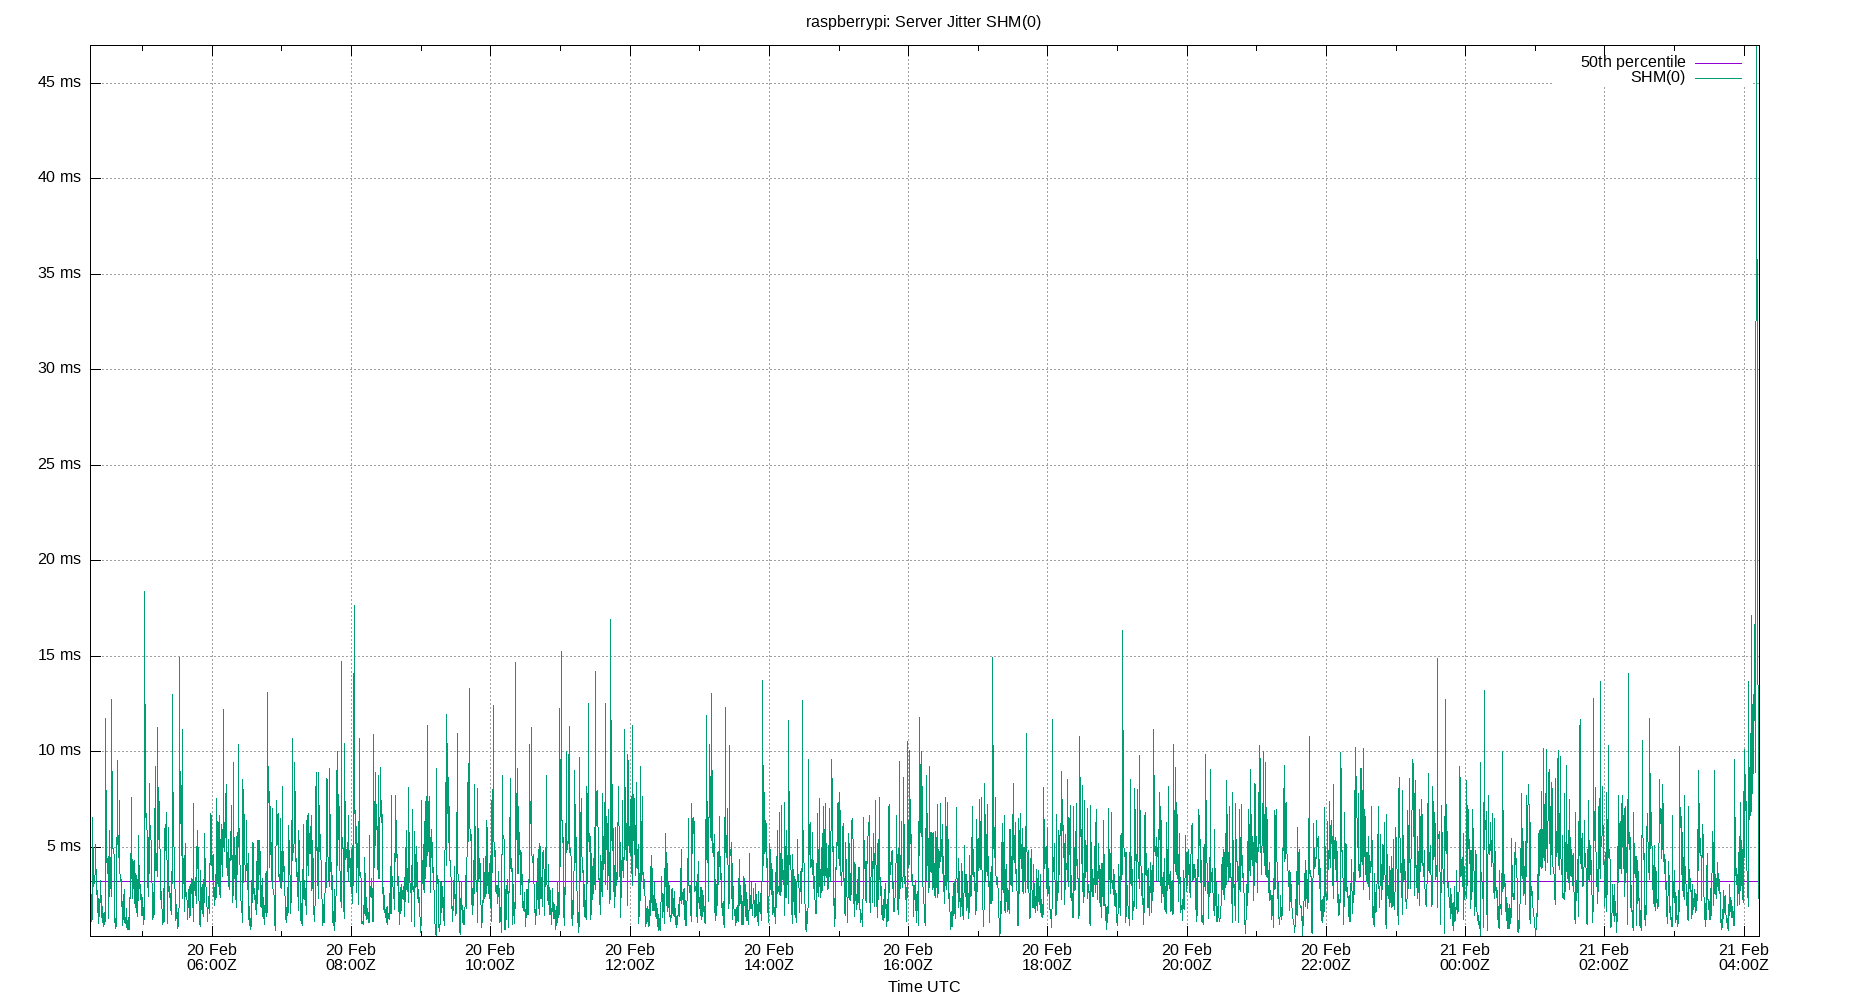 raspberrypi: Server Jitter SHM(0)
50th percentile
SHM(0)
45 ms
40 ms
35 ms
30 ms
25 ms
20 ms
15 ms
10 ms
5 ms
20 Feb 20 Feb 20 Feb 20 Feb 20 Feb 20 Feb 20 Feb 20 Feb 20 Feb 21 Feb 21 Feb 21 Feb
06:00Z 08:00Z 10:00Z 12:00Z 14:00Z 16:00Z 18:00Z 20:00Z 22:00Z 00:00Z 02:00Z 04:00Z
Time UTC